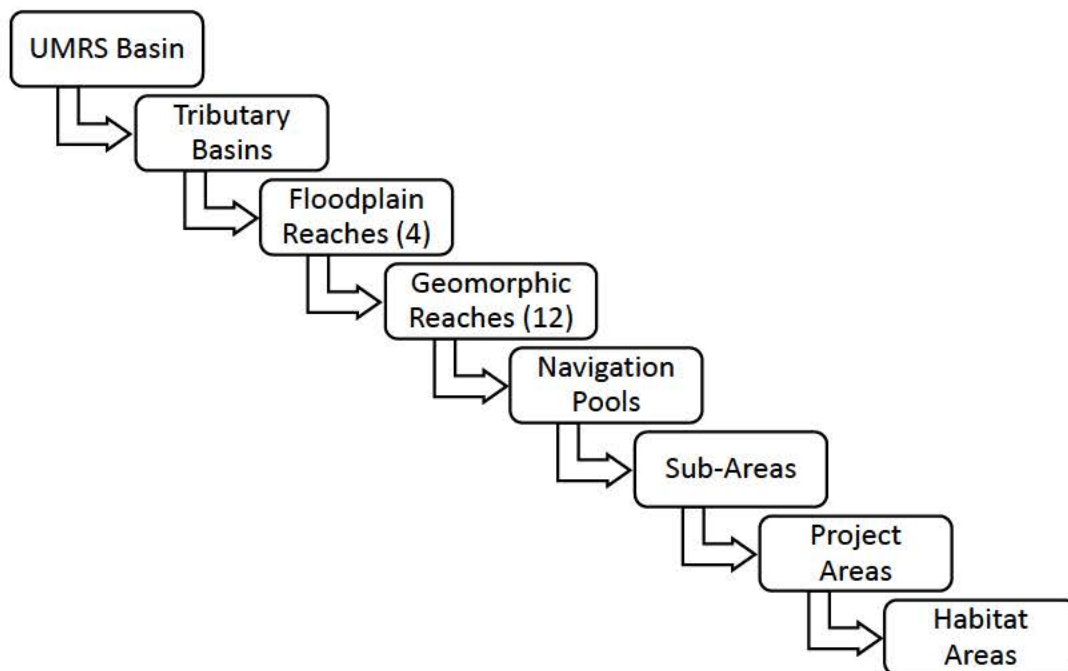 UMRS Basin
Tributary
Basins
Floodplain
Reaches (4)
Geomorphic
Reaches (12)
Navigation
Pools
Sub-Areas
Project
Areas
Habitat
Areas